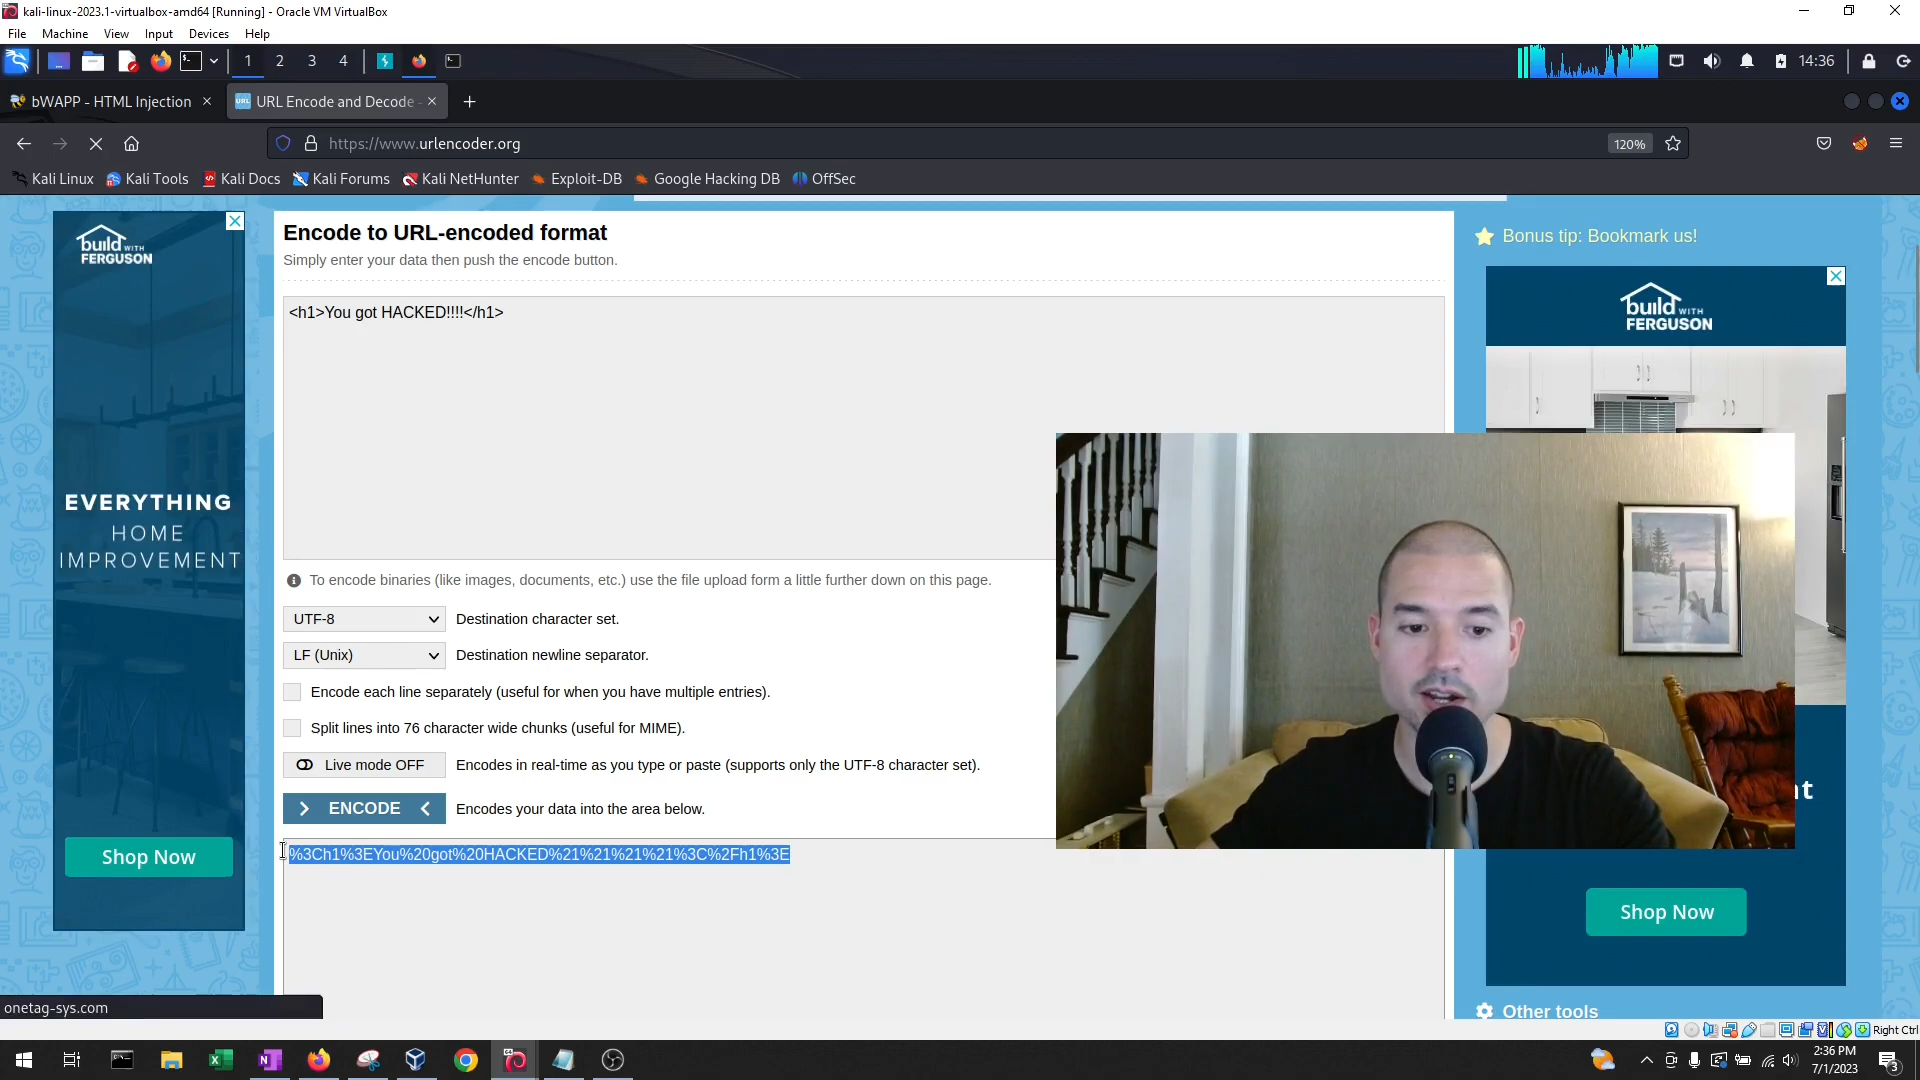 kali-linux-2023.1-virtualbox-amd64 [Running] - Oracle VM VirtualBox
File Machine View Input Devices Help
1 2 3 4 14:36
bWAPP - HTML Injection URL Encode and Decode -
https://www.urlencoder.org 120%
Kali Linux Kali Tools Kali Docs Kali Forums Kali NetHunter Exploit-DB Google Hacking DB OffSec
build WITH FERGUSON
EVERYTHING
HOME
IMPROVEMENT
Shop Now
Encode to URL-encoded format
Simply enter your data then push the encode button.
<h1>You got HACKED!!!!</h1>
To encode binaries (like images, documents, etc.) use the file upload form a little further down on this page.
UTF-8 Destination character set.
LF (Unix) Destination newline separator.
Encode each line separately (useful for when you have multiple entries).
Split lines into 76 character wide chunks (useful for MIME).
Live mode OFF Encodes in real-time as you type or paste (supports only the UTF-8 character set).
> ENCODE < Encodes your data into the area below.
%3Ch1%3EYou%20got%20HACKED%21%21%21%21%3C%2Fh1%3E
Bonus tip: Bookmark us!
build WITH
FERGUSON
Shop Now
Other tools
onetag-sys.com
Right Ctrl
2:36 PM
7/1/2023
3